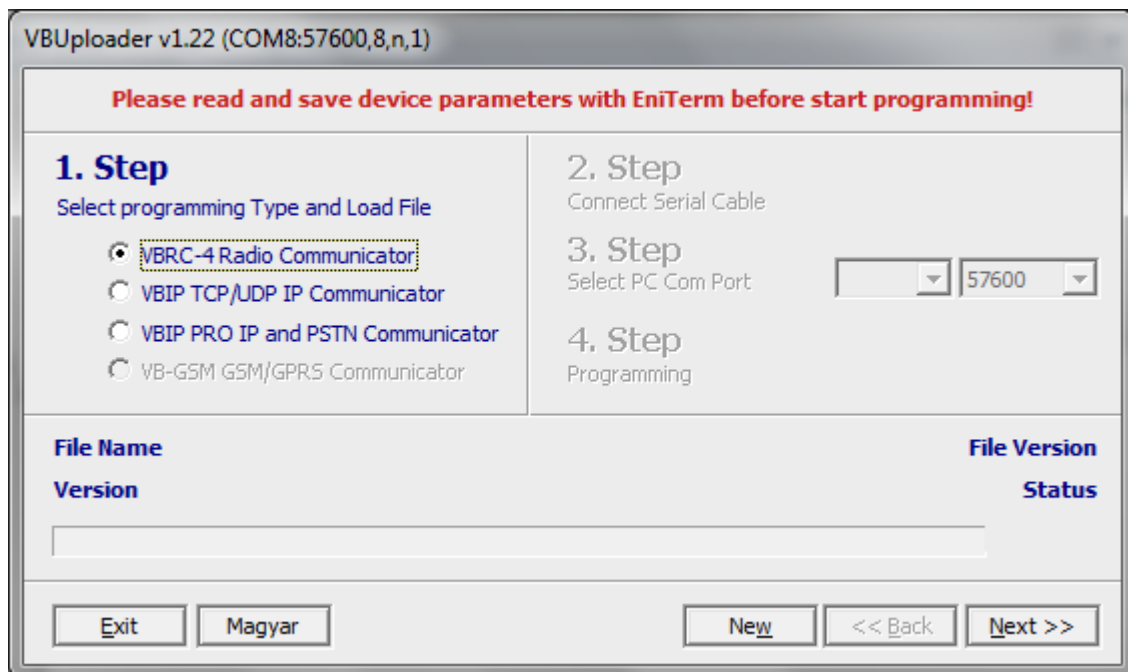 VBUploader v1.22 (COM8:57600,8,n,1)
Please read and save device parameters with EniTerm before start programming!
1. Step
Select programming Type and Load File
VBRC-4 Radio Communicator
VBIP TCP/UDP IP Communicator
VBIP PRO IP and PSTN Communicator
VB-GSM GSM/GPRS Communicator
2. Step
Connect Serial Cable
3. Step
Select PC Com Port
57600
4. Step
Programming
File Name
File Version
Version
Status
Exit
Magyar
New
<< Back
Next >>